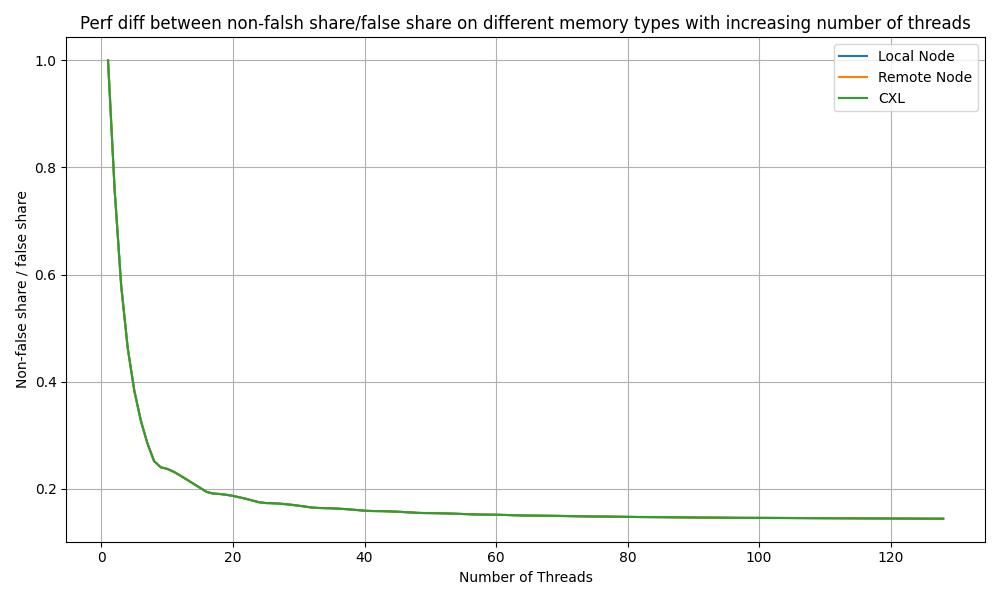 Perf diff between non-falsh share/false share on different memory types with increasing number of threads
Local Node
Remote Node
CXL
1.0
0.8
0.6
0.4
0.2
Non-false share / false share
0 20 40 60 80 100 120
Number of Threads